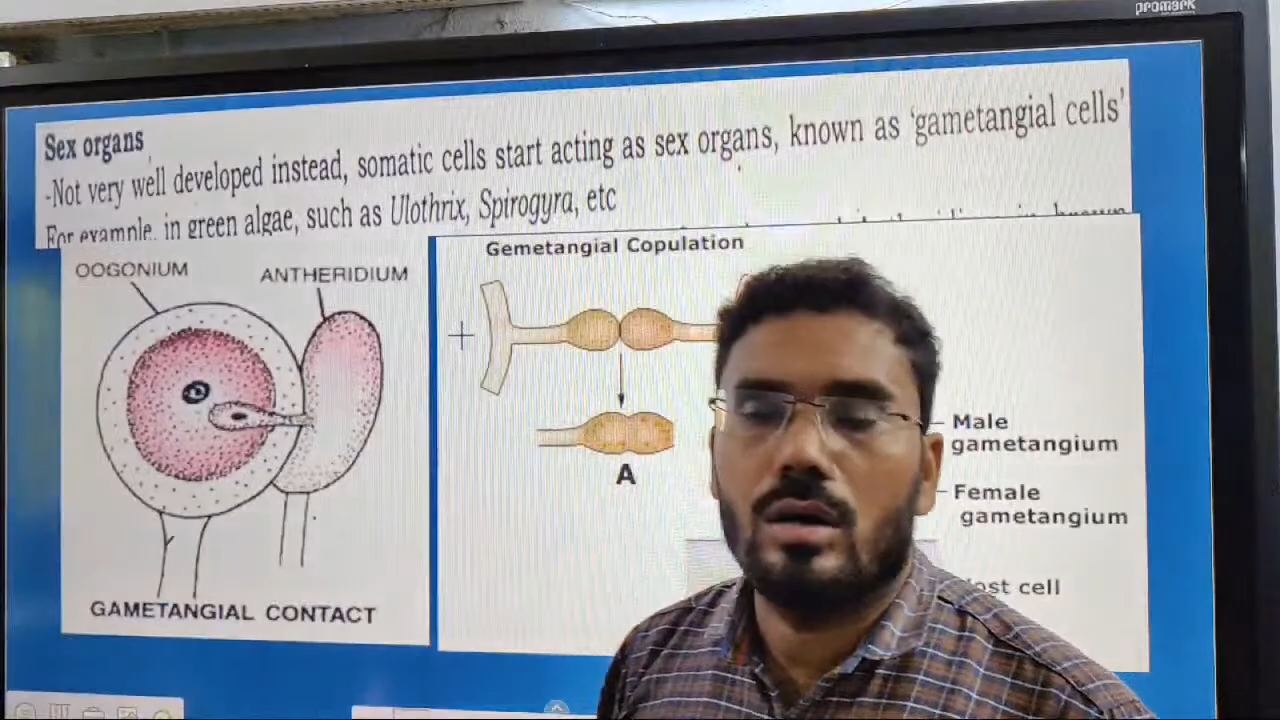 promark
Sex organs
-Not very well developed instead, somatic cells start acting as sex organs, known as 'gametangial cells'
For example, in green algae, such as Ulothrix, Spirogyra, etc
OOGONIUM
ANTHERIDIUM
GAMETANGIAL CONTACT
Gemetangial Copulation
+
A
Male
gametangium
Female
gametangium
cell